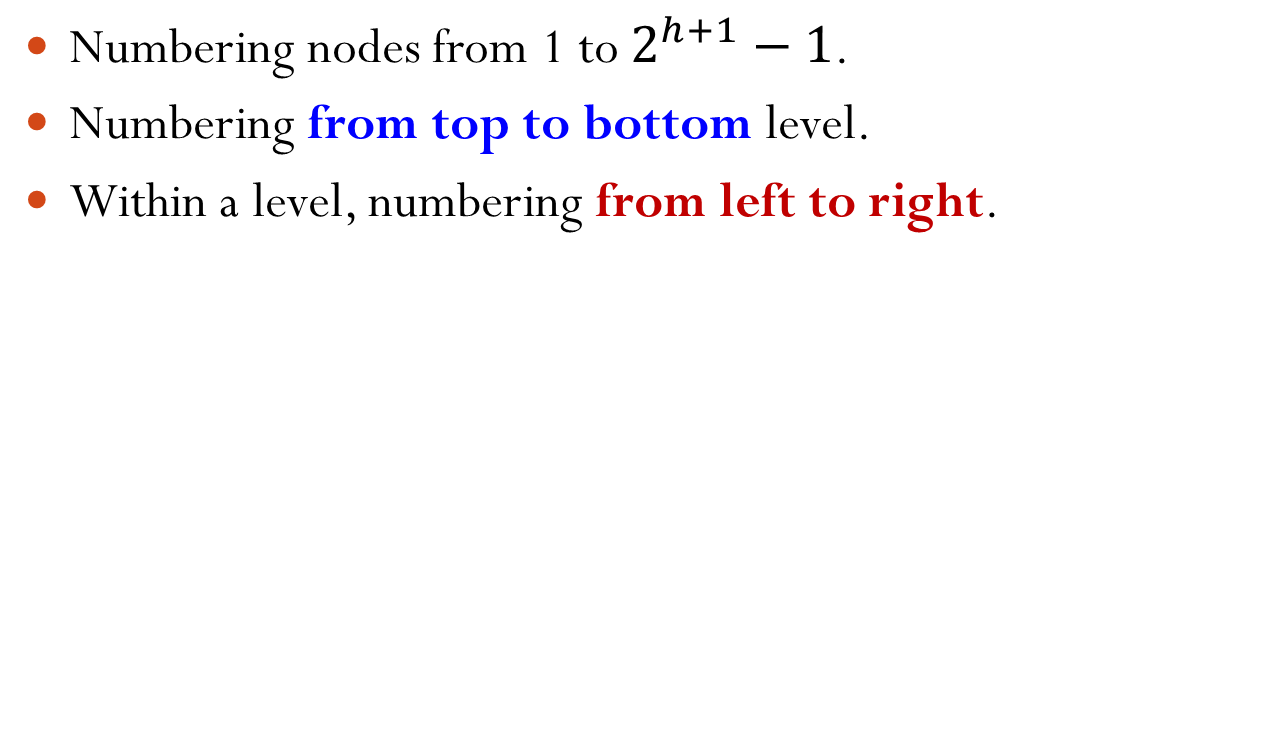 • Numbering nodes from 1 to $2^{h+1} - 1$.
• Numbering from top to bottom level.
• Within a level, numbering from left to right.